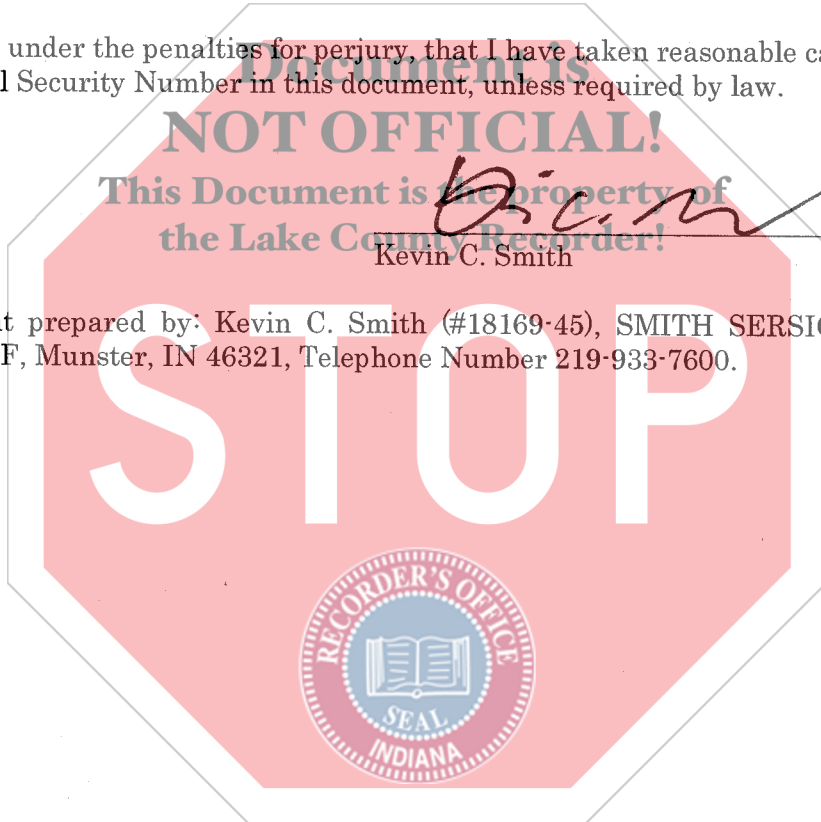 under the penalties for perjury, that I have taken reasonable ca
l Security Number in this document, unless required by law.
Document is
NOT OFFICIAL!
This Document is the property of
the Lake County Recorder!
Kevin C. Smith
t prepared by: Kevin C. Smith (#18169-45), SMITH SERSIC
F, Munster, IN 46321, Telephone Number 219-933-7600.
STOP
RECORDER'S OFFICE
SEAL
INDIANA